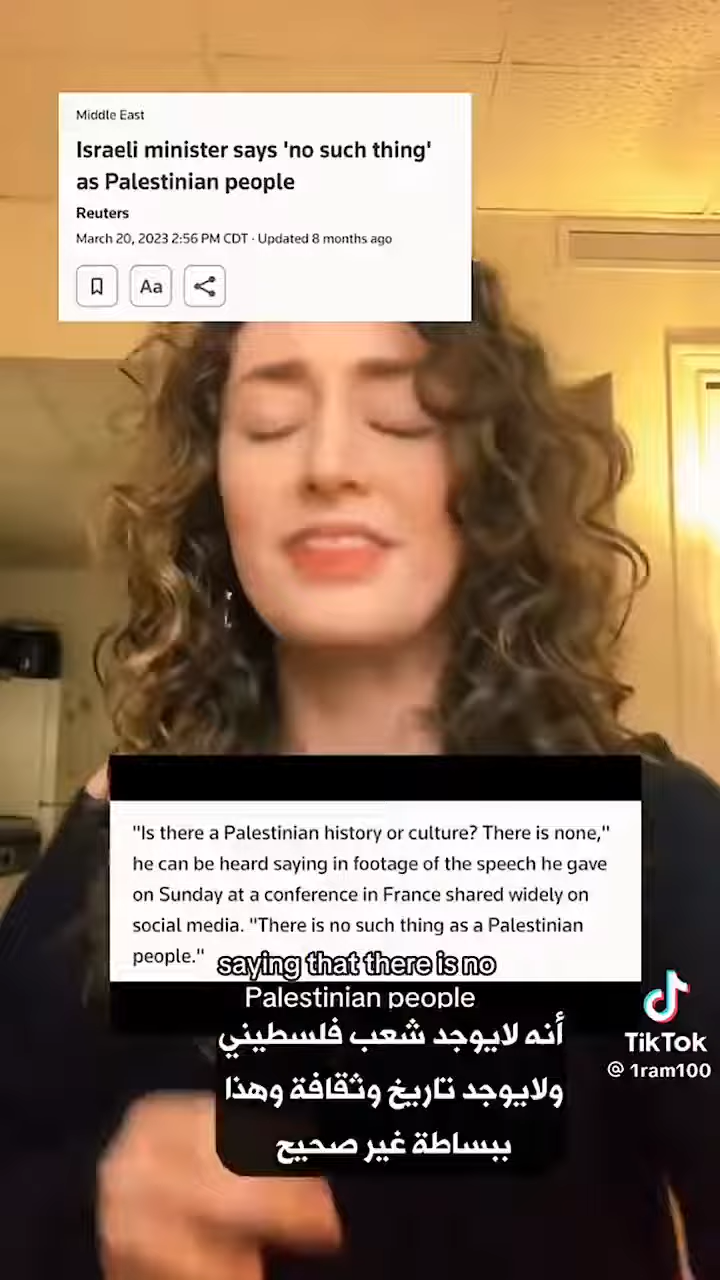 Middle East
Israeli minister says 'no such thing'
as Palestinian people
Reuters
March 20, 2023 2:56 PM CDT · Updated 8 months ago
Aa
"Is there a Palestinian history or culture? There is none,"
he can be heard saying in footage of the speech he gave
on Sunday at a conference in France shared widely on
social media. "There is no such thing as a Palestinian
people."
saying that there is no
Palestinian people
أنه لايوجد شعب فلسطيني
ولايوجد تاريخ وثقافة وهذا
ببساطة غير صحيح
TikTok
@ 1ram100